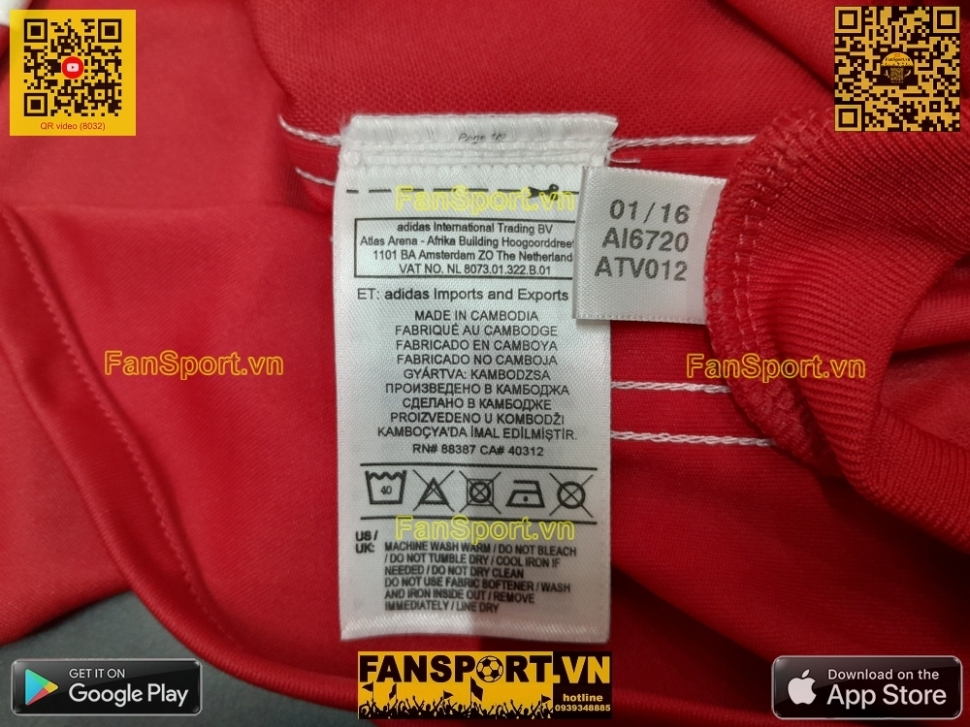 QR video (8032)
FanSport.vn
adidas International Trading BV
Atlas Arena - Afrika Building Hoogoorddreef
1101 BA Amsterdam ZO The Netherland
VAT NO. NL 8073.01.322.B.01
01/16
AI6720
ATV012
ET: adidas Imports and Exports
MADE IN CAMBODIA
FABRIQUÉ AU CAMBODGE
FABRICADO EN CAMBOYA
FABRICADO NO CAMBOJA
GYÁRTVA: KAMBODZSA
ПРОИЗВЕДЕНО В КАМБОДЖА
СДЕЛАНО В КАМБОДЖЕ
PROIZVEDENO U KOMBODŽI
KAMBOÇYA'DA İMAL EDİLMİŞTİR.
RN# 88387 CA# 40312
FanSport.vn
FanSport.vn
40
FanSport.vn
US /
UK:
MACHINE WASH WARM / DO NOT BLEACH
/ DO NOT TUMBLE DRY / COOL IRON IF
NEEDED / DO NOT DRY CLEAN
DO NOT USE FABRIC SOFTENER / WASH
AND IRON INSIDE OUT / REMOVE
IMMEDIATELY / LINE DRY
GET IT ON
Google Play
FANSPORT.VN
hotline
0939348885
Download on the
App Store